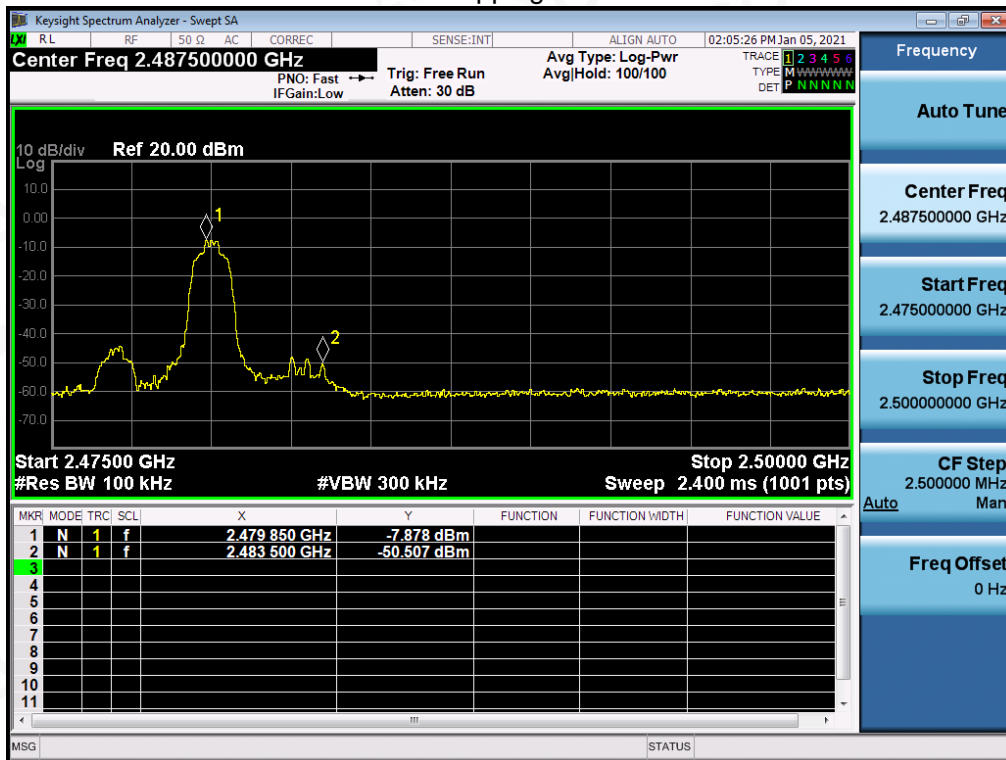 pping
Keysight Spectrum Analyzer - Swept SA
LXI RL RF 50 Ω AC CORREC SENSE:INT ALIGN AUTO 02:05:26 PM Jan 05, 2021
Center Freq 2.487500000 GHz
PNO: Fast
IFGain:Low
Trig: Free Run
Atten: 30 dB
Avg Type: Log-Pwr
Avg|Hold: 100/100
TRACE 1 2 3 4 5 6
TYPE M WWWWW
DET P N N N N N
10 dB/div Ref 20.00 dBm
Log
10.0
0.00
-10.0
-20.0
-30.0
-40.0
-50.0
-60.0
-70.0
1
2
Start 2.47500 GHz Stop 2.50000 GHz
#Res BW 100 kHz #VBW 300 kHz Sweep 2.400 ms (1001 pts)
MKR MODE TRC SCL X Y FUNCTION FUNCTION WIDTH FUNCTION VALUE
1 N 1 f 2.479 850 GHz -7.878 dBm
2 N 1 f 2.483 500 GHz -50.507 dBm
3
4
5
6
7
8
9
10
11
MSG STATUS
Frequency
Auto Tune
Center Freq
2.487500000 GHz
Start Freq
2.475000000 GHz
Stop Freq
2.500000000 GHz
CF Step
2.500000 MHz
Auto Man
Freq Offset
0 Hz